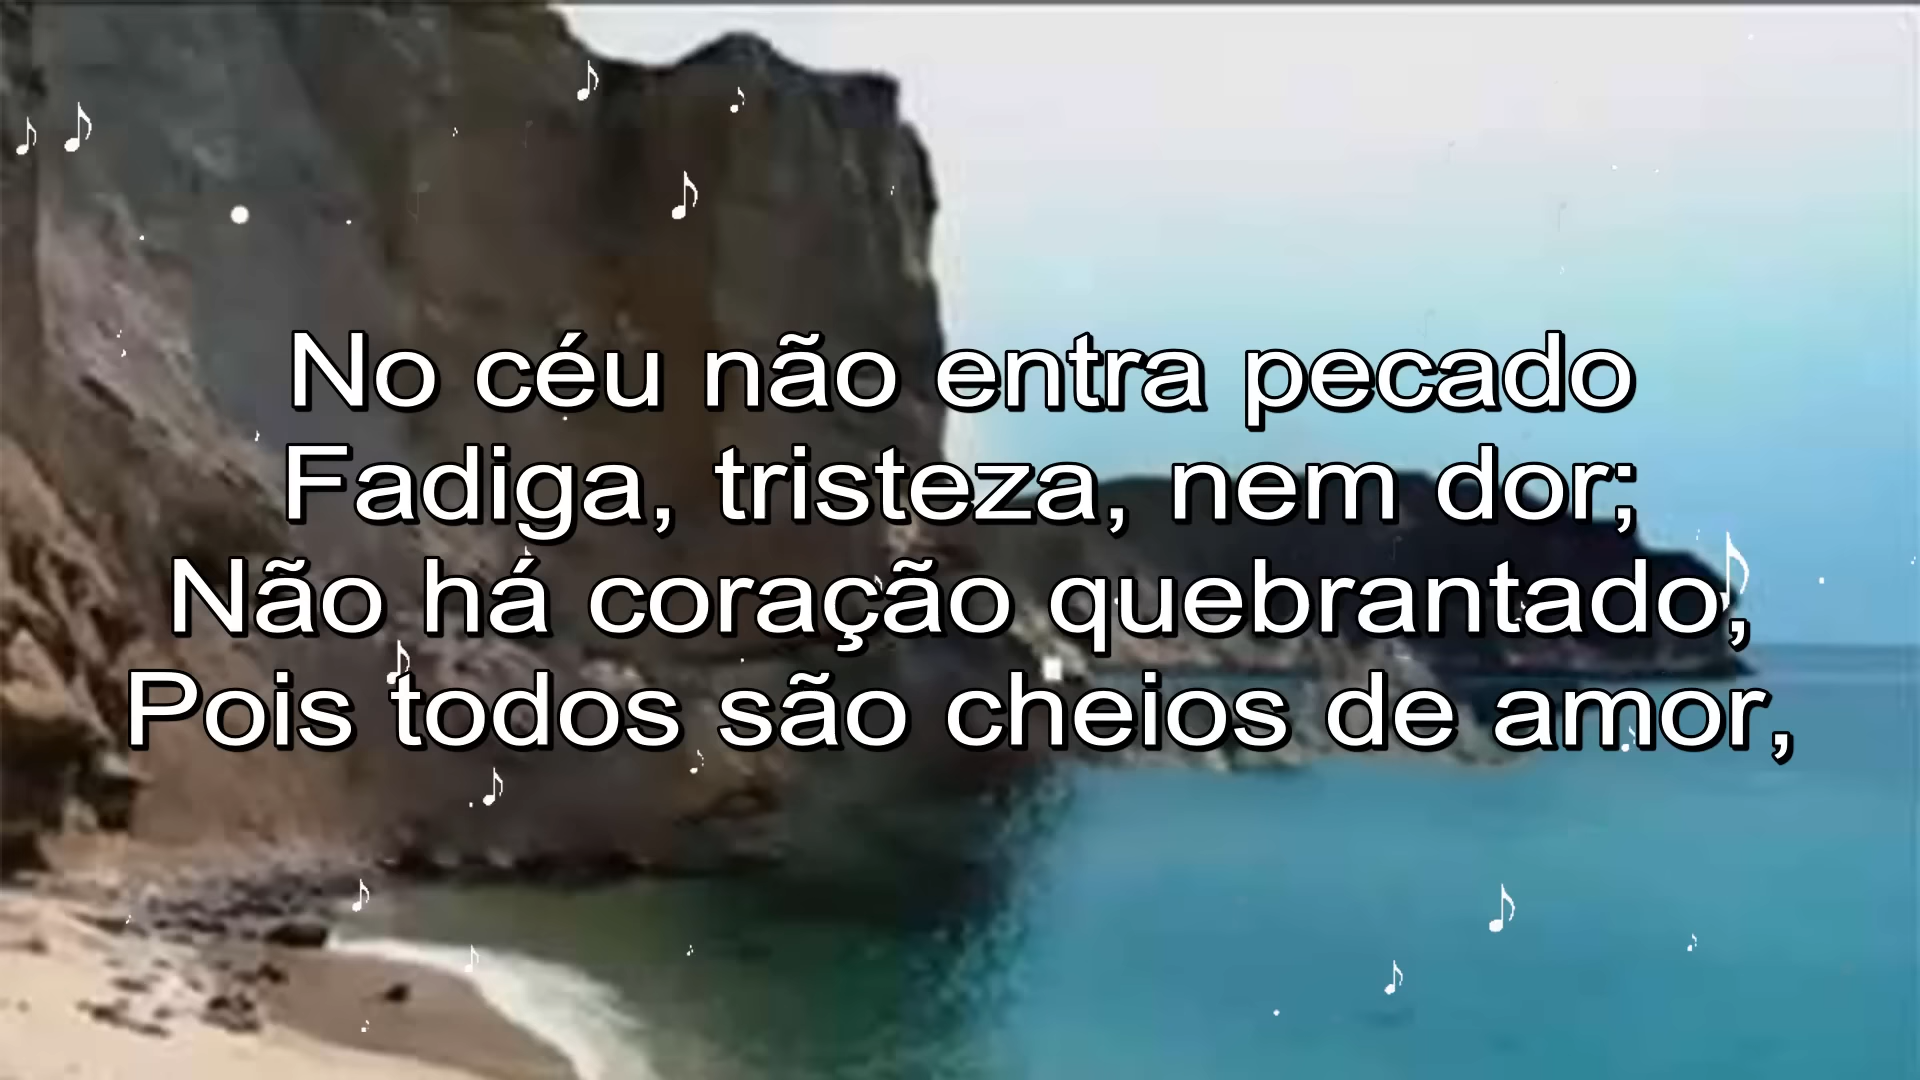 No céu não entra pecado
Fadiga, tristeza, nem dor;
Não há coração quebrantado,
Pois todos são cheios de amor,